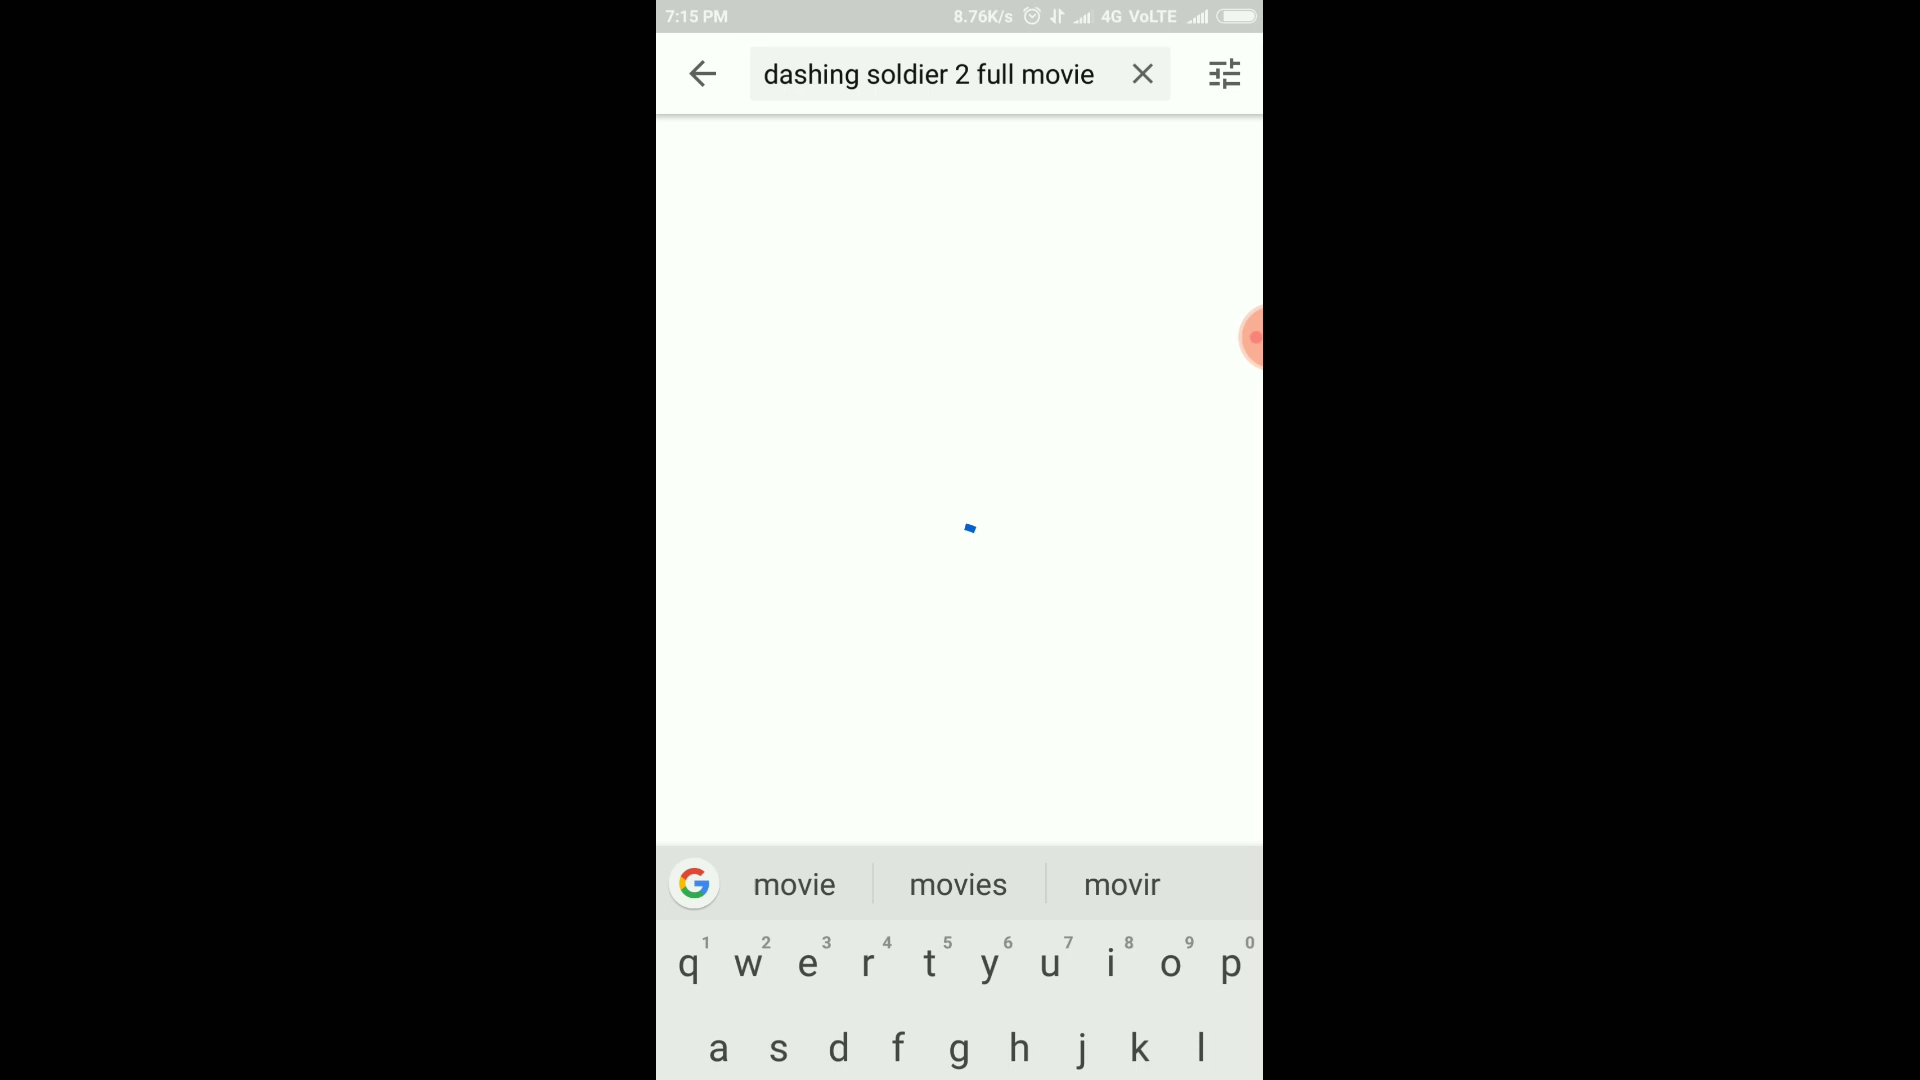 7:15 PM 8.76K/s 4G VoLTE
dashing soldier 2 full movie
G movie movies movir
1 2 3 4 5 6 7 8 9 0
q w e r t y u i o p
a s d f g h j k l